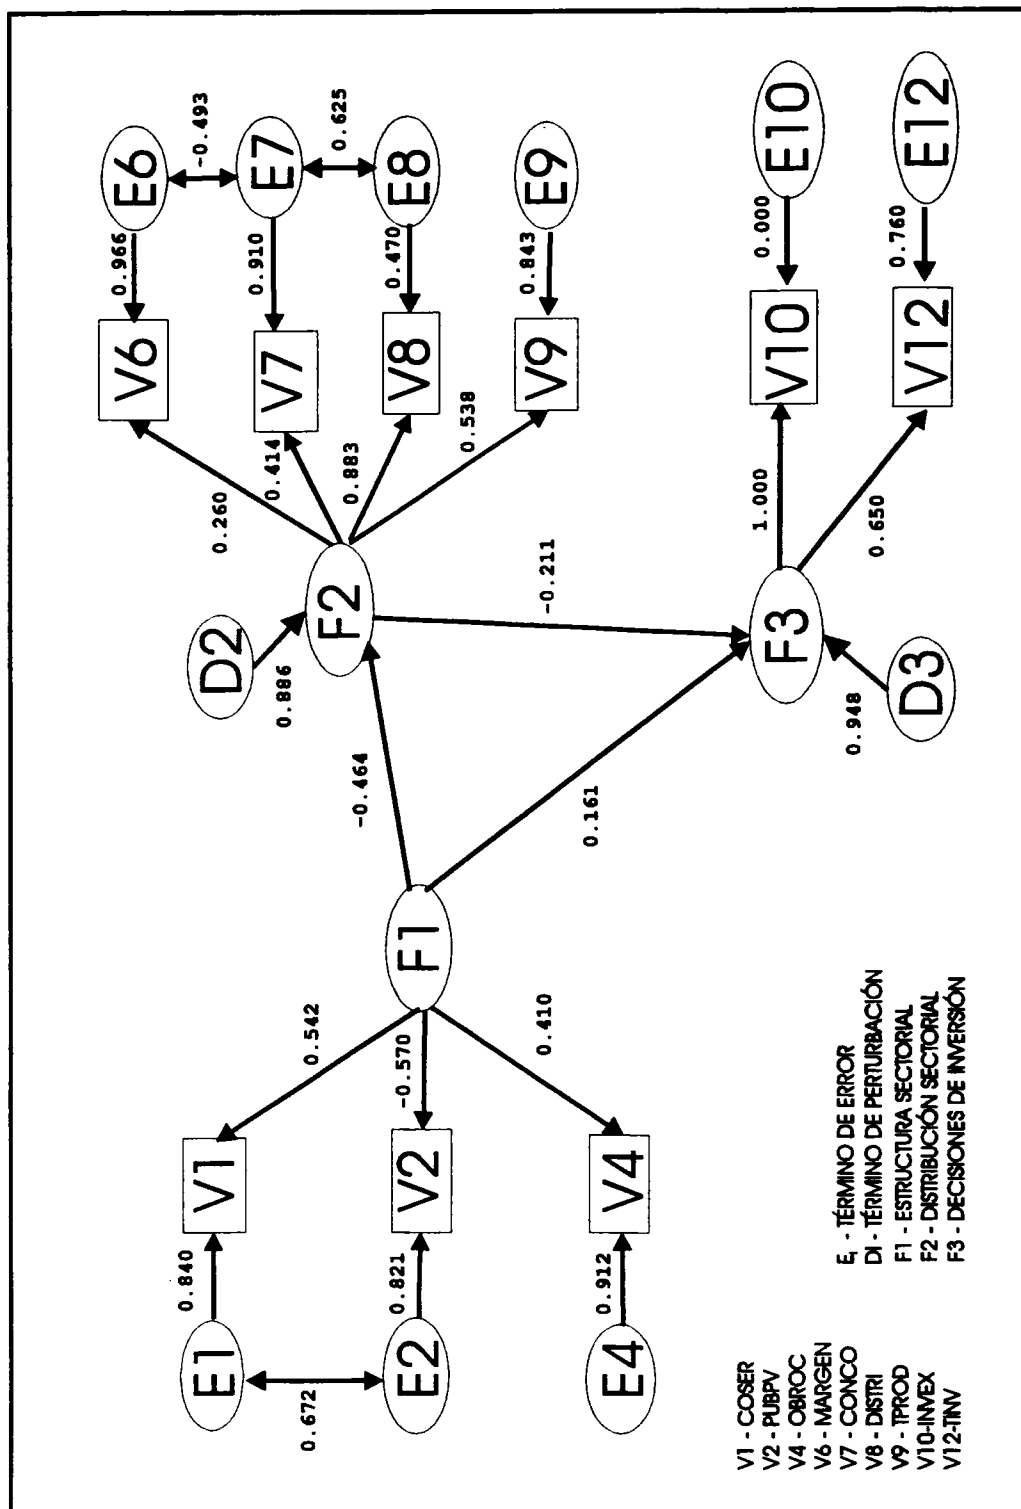 E6
-0.493
E7
0.625
E8
E9
E10
E12
0.966
0.910
0.470
0.843
0.000
0.760
V6
V7
V8
V9
V10
V12
0.260
0.414
0.883
0.538
1.000
0.650
D2
0.886
F2
-0.211
F3
D3
0.948
-0.464
0.161
F1
0.542
-0.570
0.410
V1
V2
V4
0.840
0.821
0.912
E1
0.672
E2
E4
V1 - COSER
V2 - PUBPV
V4 - OBROC
V6 - MARGEN
V7 - CONCO
V8 - DISTRI
V9 - TPROD
V10-INVEX
V12-TINV
Ei - TÉRMINO DE ERROR
DI - TÉRMINO DE PERTURBACIÓN
F1 - ESTRUCTURA SECTORIAL
F2 - DISTRIBUCIÓN SECTORIAL
F3 - DECISIONES DE INVERSIÓN